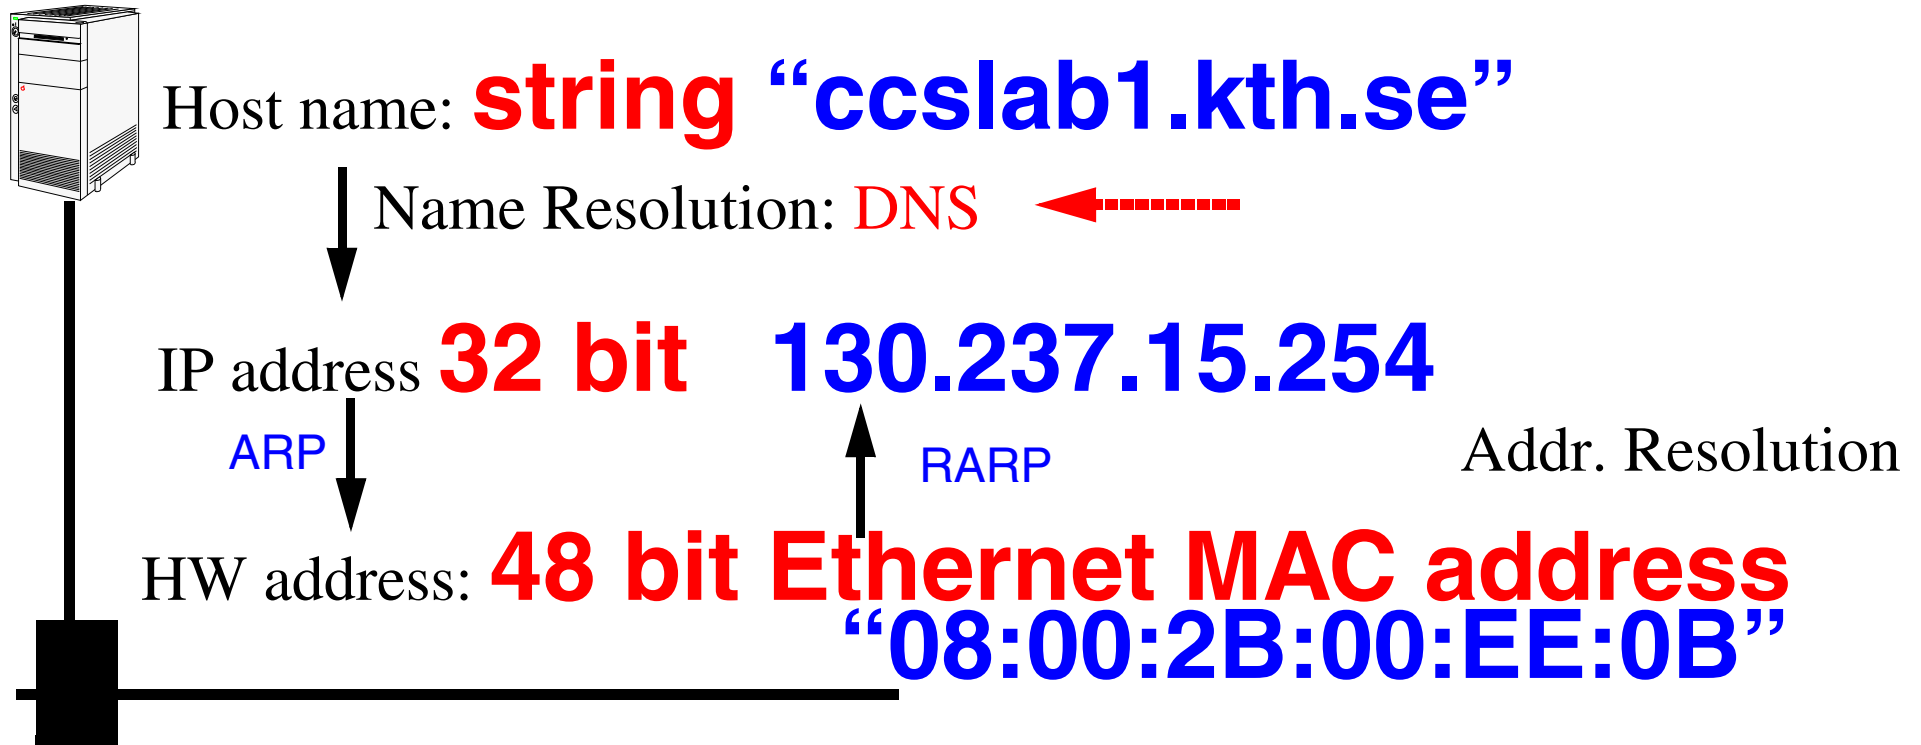 Host name: string “ccslab1.kth.se”
Name Resolution: DNS
IP address 32 bit 130.237.15.254
ARP
RARP
Addr. Resolution
HW address: 48 bit Ethernet MAC address
“08:00:2B:00:EE:0B”